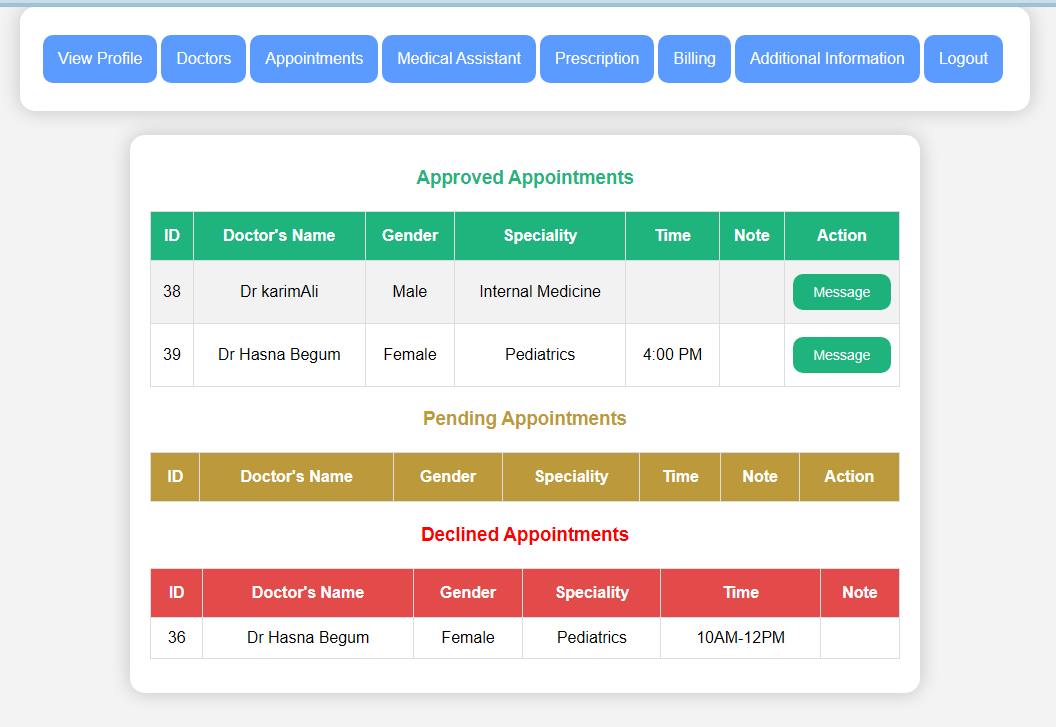 View Profile Doctors Appointments Medical Assistant Prescription Billing Additional Information Logout
Approved Appointments
ID Doctor's Name Gender Speciality Time Note Action
38 Dr karimAli Male Internal Medicine Message
39 Dr Hasna Begum Female Pediatrics 4:00 PM Message
Pending Appointments
ID Doctor's Name Gender Speciality Time Note Action
Declined Appointments
ID Doctor's Name Gender Speciality Time Note
36 Dr Hasna Begum Female Pediatrics 10AM-12PM